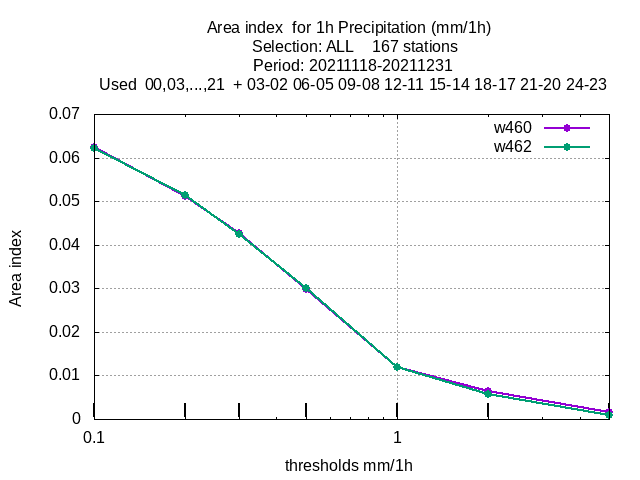 Area index  for 1h Precipitation (mm/1h)
Selection: ALL    167 stations
Period: 20211118-20211231
Used  00,03,...,21  + 03-02 06-05 09-08 12-11 15-14 18-17 21-20 24-23
0.07
w460
w462
0.06
0.05
0.04
0.03
0.02
0.01
0
Area index
0.1
1
thresholds mm/1h